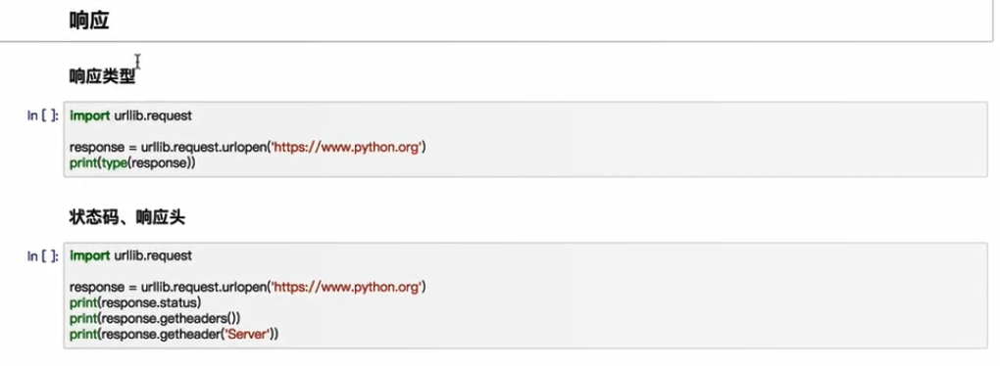 响应
响应类型
In [ ]:
import urllib.request
response = urllib.request.urlopen('https://www.python.org')
print(type(response))
状态码、响应头
In [ ]:
import urllib.request
response = urllib.request.urlopen('https://www.python.org')
print(response.status)
print(response.getheaders())
print(response.getheader('Server'))